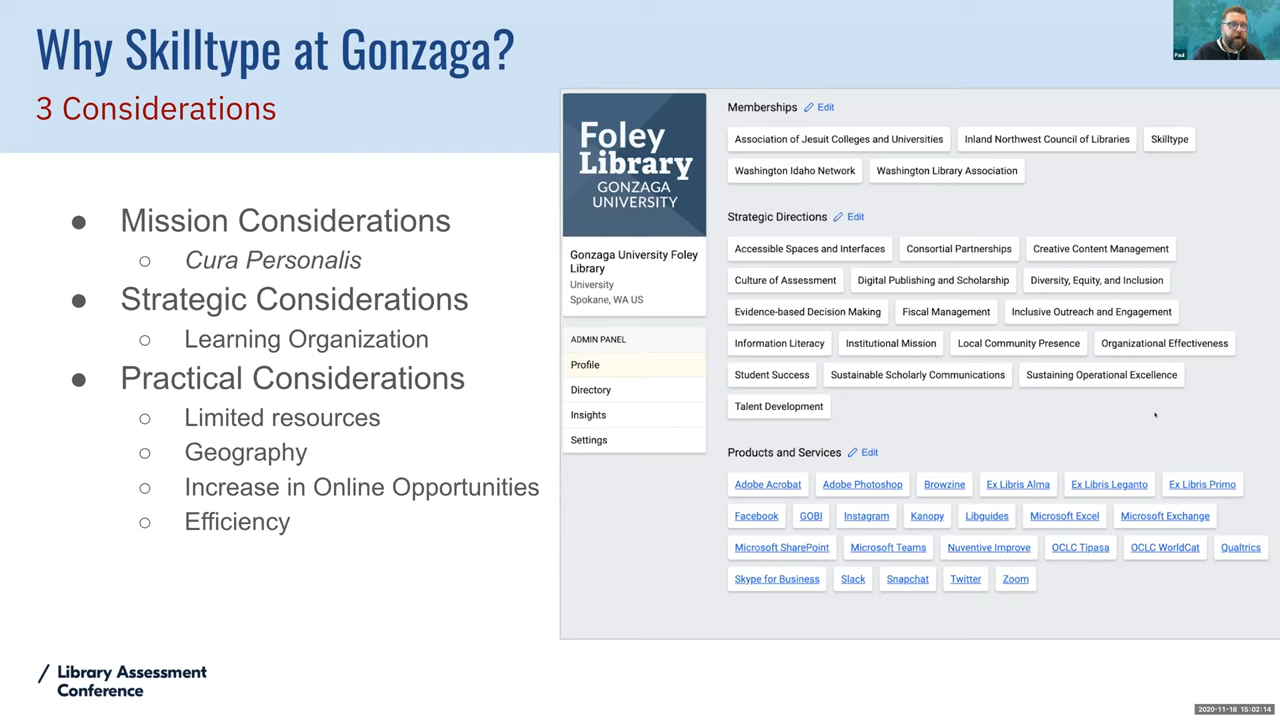 Why Skilltype at Gonzaga?
3 Considerations
● Mission Considerations
○ Cura Personalis
● Strategic Considerations
○ Learning Organization
● Practical Considerations
○ Limited resources
○ Geography
○ Increase in Online Opportunities
○ Efficiency
/ Library Assessment
Conference
Foley
Library
GONZAGA
UNIVERSITY
Gonzaga University Foley
Library
University
Spokane, WA US
ADMIN PANEL
Profile
Directory
Insights
Settings
Memberships Edit
Association of Jesuit Colleges and Universities Inland Northwest Council of Libraries Skilltype
Washington Idaho Network Washington Library Association
Strategic Directions Edit
Accessible Spaces and Interfaces Consortial Partnerships Creative Content Management
Culture of Assessment Digital Publishing and Scholarship Diversity, Equity, and Inclusion
Evidence-based Decision Making Fiscal Management Inclusive Outreach and Engagement
Information Literacy Institutional Mission Local Community Presence Organizational Effectiveness
Student Success Sustainable Scholarly Communications Sustaining Operational Excellence
Talent Development
Products and Services Edit
Adobe Acrobat Adobe Photoshop Browzine Ex Libris Alma Ex Libris Leganto Ex Libris Primo
Facebook GOBI Instagram Kanopy Libguides Microsoft Excel Microsoft Exchange
Microsoft SharePoint Microsoft Teams Nuventive Improve OCLC Tipasa OCLC WorldCat Qualtrics
Skype for Business Slack Snapchat Twitter Zoom
Paul
2020-11-18 15:02:14